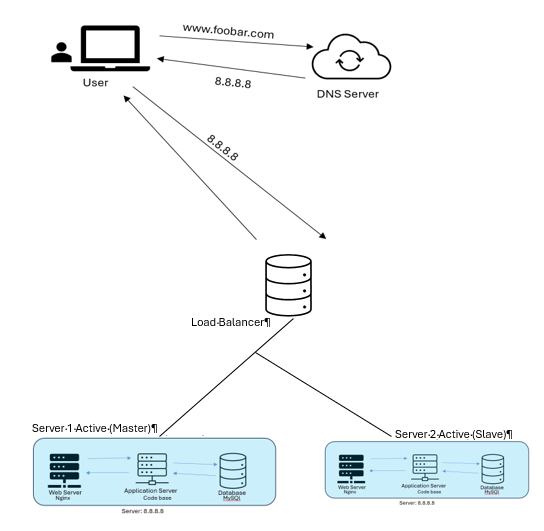 www.foobar.com
8.8.8.8
User
DNS Server
8.8.8.8
Load·Balancer¶
Server·1·Active·(Master)¶
Server·2·Active·(Slave)¶
Web Server
Nginx
Application Server
Code base
Database
MySQl
Server: 8.8.8.8
Web Server
Nginx
Application Server
Code base
Database
MySQl
Server: 8.8.8.8